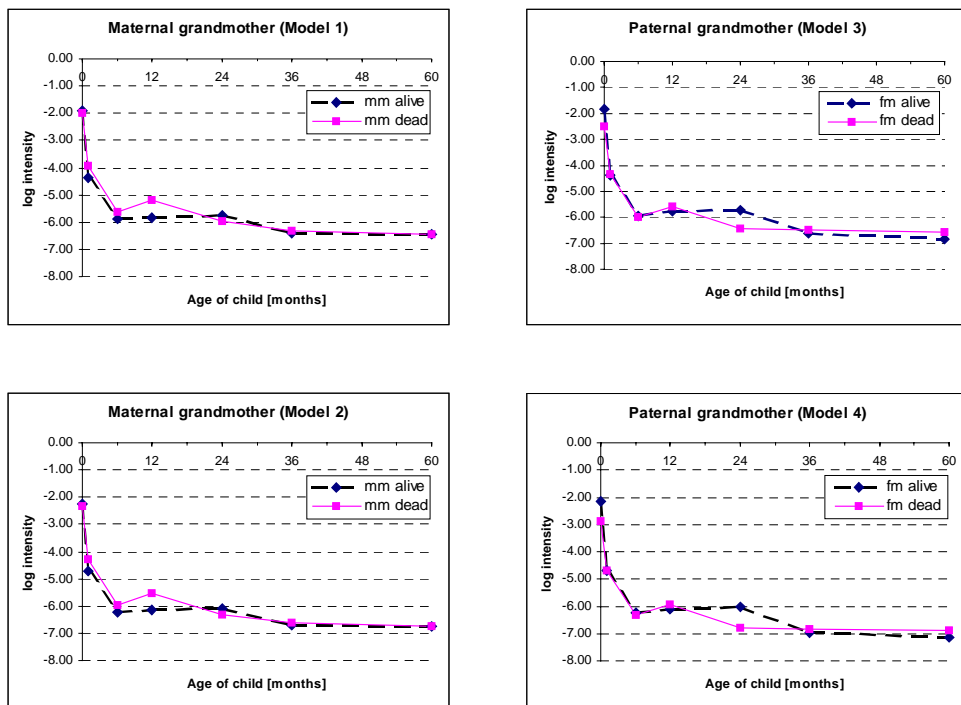 Maternal grandmother (Model 1)
0.00
-1.00
-2.00
-3.00
-4.00
-5.00
-6.00
-7.00
-8.00
0 12 24 36 48 60
mm alive
mm dead
log intensity
Age of child [months]
Paternal grandmother (Model 3)
0.00
-1.00
-2.00
-3.00
-4.00
-5.00
-6.00
-7.00
-8.00
0 12 24 36 48 60
fm alive
fm dead
log intensity
Age of child [months]
Maternal grandmother (Model 2)
0.00
-1.00
-2.00
-3.00
-4.00
-5.00
-6.00
-7.00
-8.00
0 12 24 36 48 60
mm alive
mm dead
log intensity
Age of child [months]
Paternal grandmother (Model 4)
0.00
-1.00
-2.00
-3.00
-4.00
-5.00
-6.00
-7.00
-8.00
0 12 24 36 48 60
fm alive
fm dead
log intensity
Age of child [months]